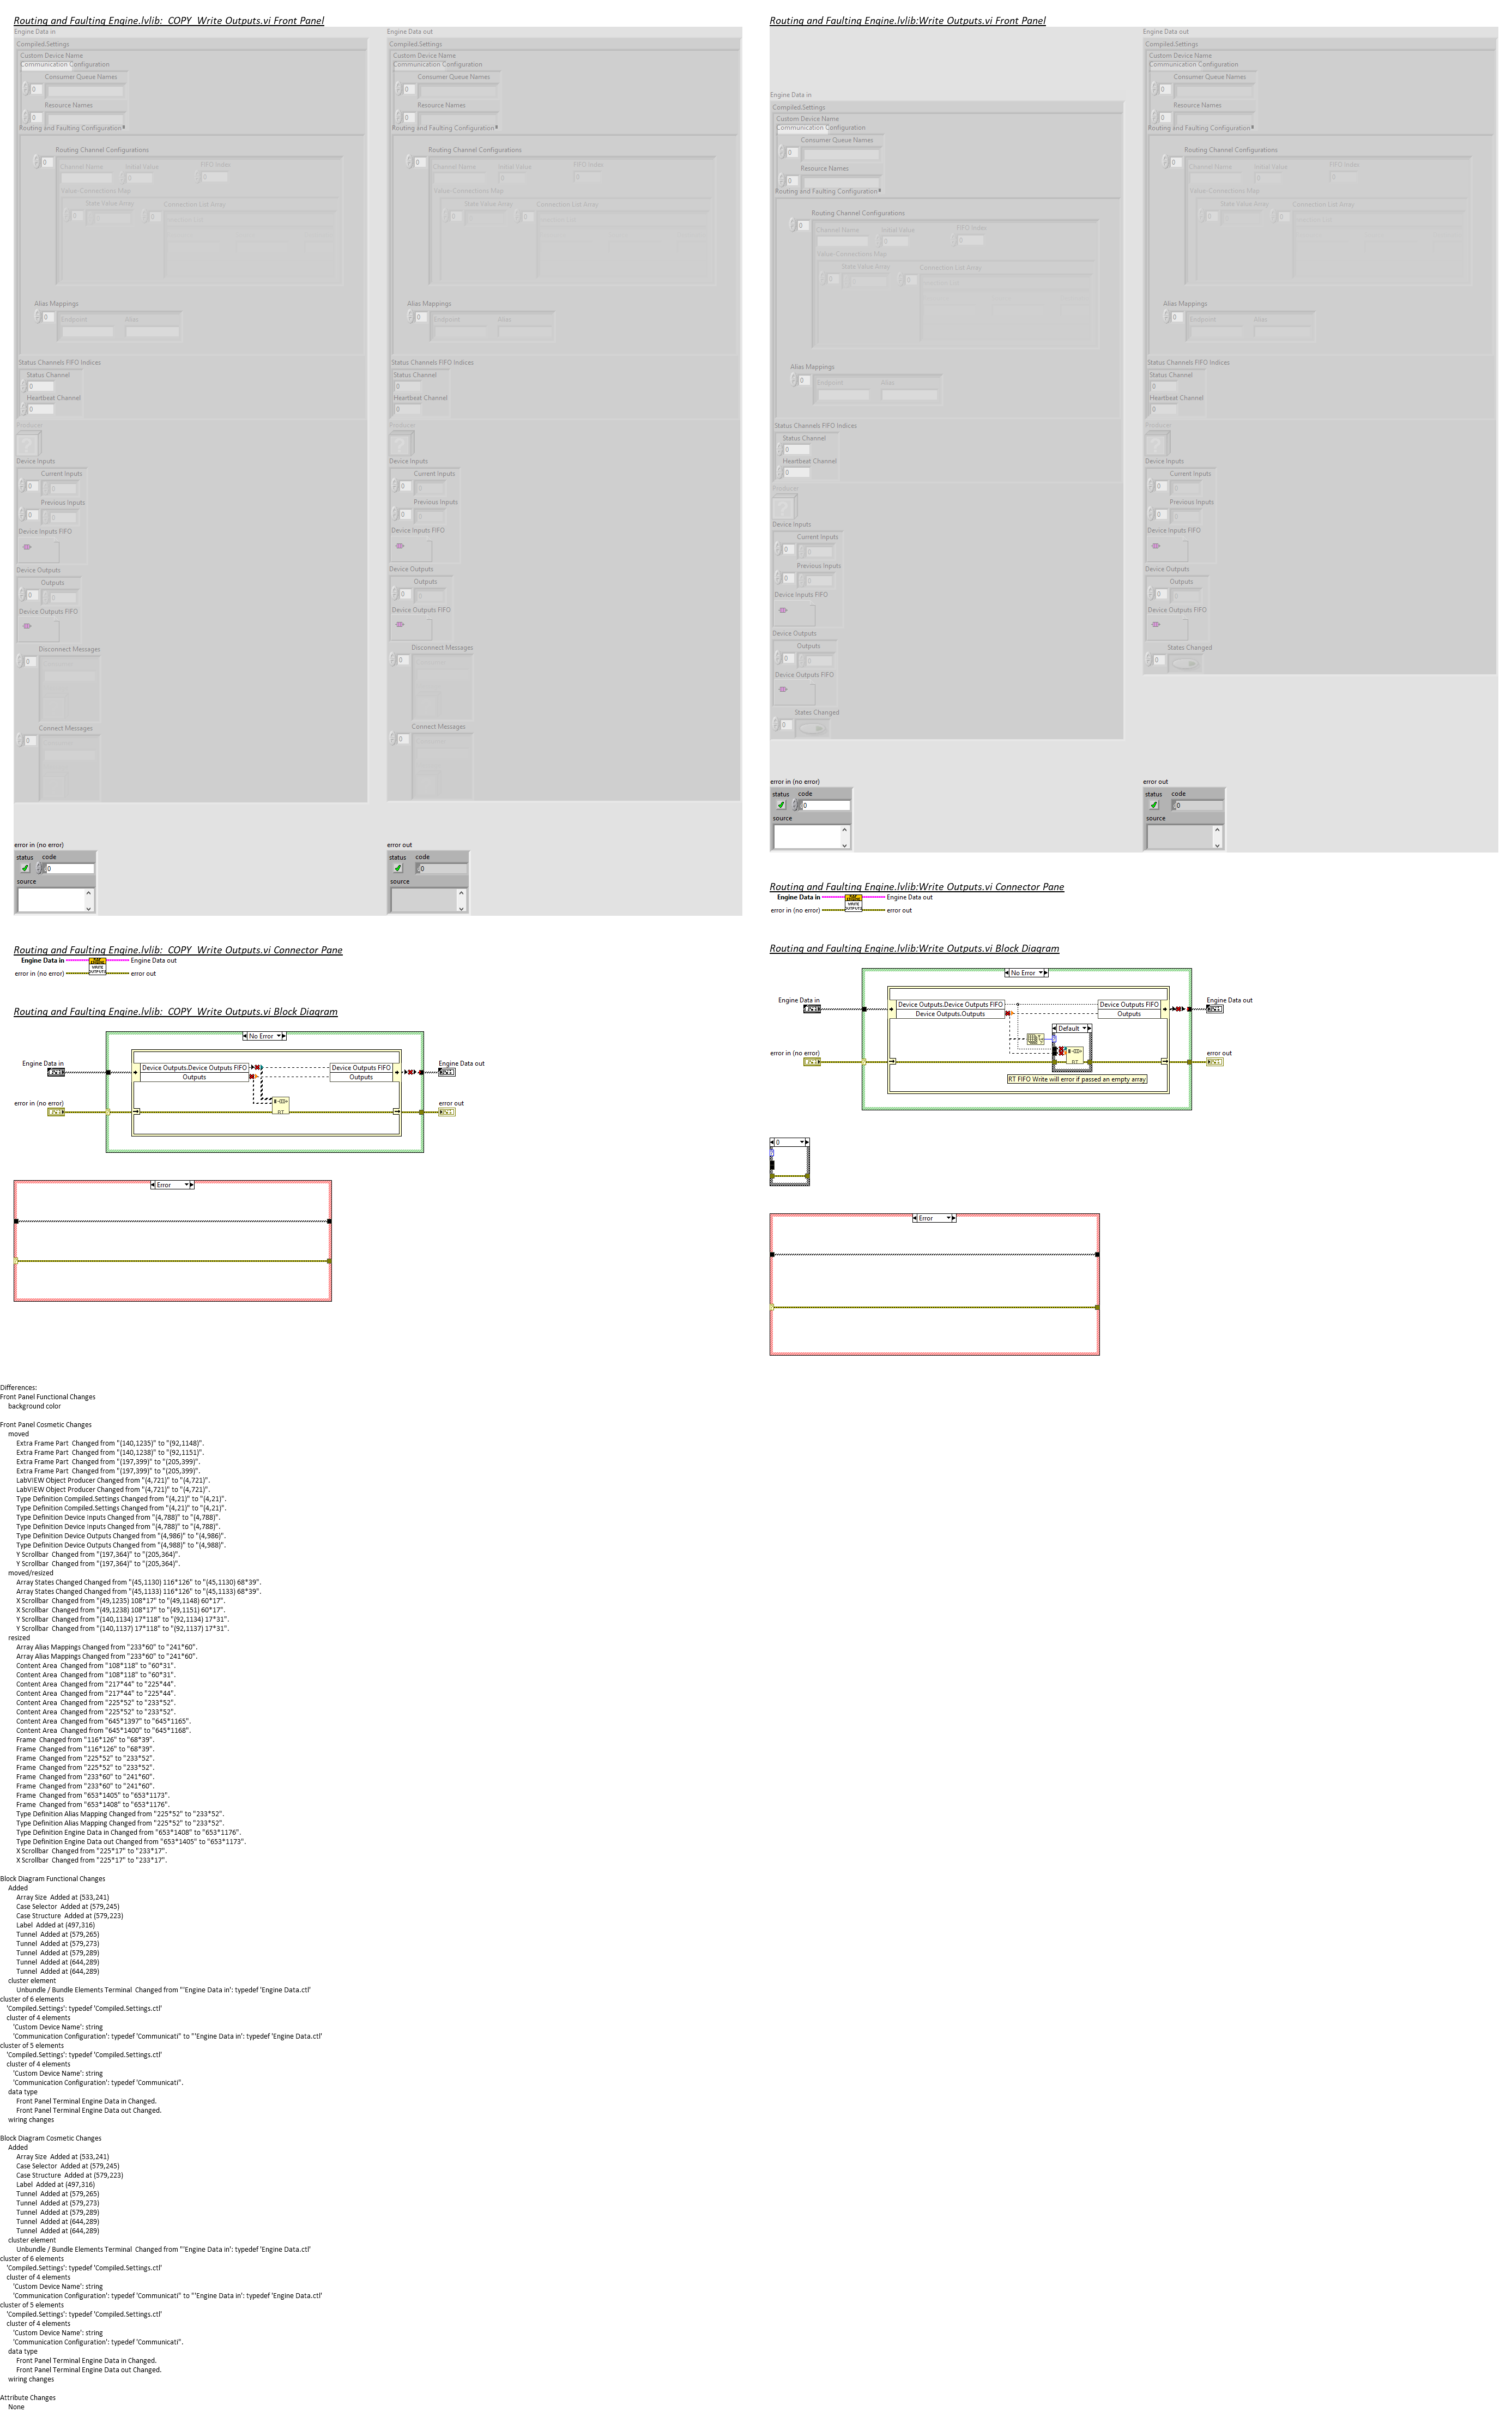 Routing and Faulting Engine.lvlib:_COPY_Write Outputs.vi Front Panel
Engine Data in
Compiled.Settings
Custom Device Name
Communication Configuration
Consumer Queue Names
0
Resource Names
0
Routing and Faulting Configuration
Routing Channel Configurations
0
Channel Name
Initial Value
FIFO Index
0
0
Value-Connections Map
State Value Array
Connection List Array
0
0
Alias Mappings
0
Endpoint
Alias
Status Channels FIFO Indices
Status Channel
0
Heartbeat Channel
0
Producer
Device Inputs
Current Inputs
0
0
Previous Inputs
0
0
Device Inputs FIFO
Device Outputs
Outputs
0
0
Device Outputs FIFO
Disconnect Messages
0
Connect Messages
0
error in (no error)
status
code
0
source
Engine Data out
Compiled.Settings
Custom Device Name
Communication Configuration
Consumer Queue Names
0
Resource Names
0
Routing and Faulting Configuration
Routing Channel Configurations
0
Channel Name
Initial Value
FIFO Index
0
0
Value-Connections Map
State Value Array
Connection List Array
0
0
Alias Mappings
0
Endpoint
Alias
Status Channels FIFO Indices
Status Channel
0
Heartbeat Channel
0
Producer
Device Inputs
Current Inputs
0
0
Previous Inputs
0
0
Device Inputs FIFO
Device Outputs
Outputs
0
0
Device Outputs FIFO
Disconnect Messages
0
Connect Messages
0
error out
status
code
0
source
Routing and Faulting Engine.lvlib:_COPY_Write Outputs.vi Connector Pane
Engine Data in
Engine Data out
error in (no error)
error out
WRITE
OUTPUTS
Routing and Faulting Engine.lvlib:_COPY_Write Outputs.vi Block Diagram
No Error
Engine Data in
Device Outputs.Device Outputs FIFO
Device Outputs FIFO
Outputs
Outputs
Engine Data out
error in (no error)
RT
error out
Error
Routing and Faulting Engine.lvlib:Write Outputs.vi Front Panel
Engine Data in
Compiled.Settings
Custom Device Name
Communication Configuration
Consumer Queue Names
0
Resource Names
0
Routing and Faulting Configuration
Routing Channel Configurations
0
Channel Name
Initial Value
FIFO Index
0
0
Value-Connections Map
State Value Array
Connection List Array
0
0
Alias Mappings
0
Endpoint
Alias
Status Channels FIFO Indices
Status Channel
0
Heartbeat Channel
0
Producer
Device Inputs
Current Inputs
0
0
Previous Inputs
0
0
Device Inputs FIFO
Device Outputs
Outputs
0
0
Device Outputs FIFO
States Changed
0
error in (no error)
status
code
0
source
Engine Data out
Compiled.Settings
Custom Device Name
Communication Configuration
Consumer Queue Names
0
Resource Names
0
Routing and Faulting Configuration
Routing Channel Configurations
0
Channel Name
Initial Value
FIFO Index
0
0
Value-Connections Map
State Value Array
Connection List Array
0
0
Alias Mappings
0
Endpoint
Alias
Status Channels FIFO Indices
Status Channel
0
Heartbeat Channel
0
Producer
Device Inputs
Current Inputs
0
0
Previous Inputs
0
0
Device Inputs FIFO
Device Outputs
Outputs
0
0
Device Outputs FIFO
States Changed
0
error out
status
code
0
source
Routing and Faulting Engine.lvlib:Write Outputs.vi Connector Pane
Engine Data in
Engine Data out
error in (no error)
error out
WRITE
OUTPUTS
Routing and Faulting Engine.lvlib:Write Outputs.vi Block Diagram
No Error
Engine Data in
Device Outputs.Device Outputs FIFO
Device Outputs FIFO
Device Outputs.Outputs
Outputs
Engine Data out
Default
error in (no error)
RT
error out
RT FIFO Write will error if passed an empty array
0
Error
Differences:
Front Panel Functional Changes
background color
Front Panel Cosmetic Changes
moved
Extra Frame Part  Changed from "(140,1235)" to "(92,1148)".
Extra Frame Part  Changed from "(140,1238)" to "(92,1151)".
Extra Frame Part  Changed from "(197,399)" to "(205,399)".
Extra Frame Part  Changed from "(197,399)" to "(205,399)".
LabVIEW Object Producer Changed from "(4,721)" to "(4,721)".
LabVIEW Object Producer Changed from "(4,721)" to "(4,721)".
Type Definition Compiled.Settings Changed from "(4,21)" to "(4,21)".
Type Definition Compiled.Settings Changed from "(4,21)" to "(4,21)".
Type Definition Device Inputs Changed from "(4,788)" to "(4,788)".
Type Definition Device Inputs Changed from "(4,788)" to "(4,788)".
Type Definition Device Outputs Changed from "(4,986)" to "(4,986)".
Type Definition Device Outputs Changed from "(4,988)" to "(4,988)".
Y Scrollbar  Changed from "(197,364)" to "(205,364)".
Y Scrollbar  Changed from "(197,364)" to "(205,364)".
moved/resized
Array States Changed Changed from "(45,1130) 116*126" to "(45,1130) 68*39".
Array States Changed Changed from "(45,1133) 116*126" to "(45,1133) 68*39".
X Scrollbar  Changed from "(49,1235) 108*17" to "(49,1148) 60*17".
X Scrollbar  Changed from "(49,1238) 108*17" to "(49,1151) 60*17".
Y Scrollbar  Changed from "(140,1134) 17*118" to "(92,1134) 17*31".
Y Scrollbar  Changed from "(140,1137) 17*118" to "(92,1137) 17*31".
resized
Array Alias Mappings Changed from "233*60" to "241*60".
Array Alias Mappings Changed from "233*60" to "241*60".
Content Area  Changed from "108*118" to "60*31".
Content Area  Changed from "108*118" to "60*31".
Content Area  Changed from "217*44" to "225*44".
Content Area  Changed from "217*44" to "225*44".
Content Area  Changed from "225*52" to "233*52".
Content Area  Changed from "225*52" to "233*52".
Content Area  Changed from "645*1397" to "645*1165".
Content Area  Changed from "645*1400" to "645*1168".
Frame  Changed from "116*126" to "68*39".
Frame  Changed from "116*126" to "68*39".
Frame  Changed from "225*52" to "233*52".
Frame  Changed from "225*52" to "233*52".
Frame  Changed from "233*60" to "241*60".
Frame  Changed from "233*60" to "241*60".
Frame  Changed from "653*1405" to "653*1173".
Frame  Changed from "653*1408" to "653*1176".
Type Definition Alias Mapping Changed from "225*52" to "233*52".
Type Definition Alias Mapping Changed from "225*52" to "233*52".
Type Definition Engine Data in Changed from "653*1408" to "653*1176".
Type Definition Engine Data out Changed from "653*1405" to "653*1173".
X Scrollbar  Changed from "225*17" to "233*17".
X Scrollbar  Changed from "225*17" to "233*17".
Block Diagram Functional Changes
Added
Array Size  Added at (533,241)
Case Selector  Added at (579,245)
Case Structure  Added at (579,223)
Label  Added at (497,316)
Tunnel  Added at (579,265)
Tunnel  Added at (579,273)
Tunnel  Added at (579,289)
Tunnel  Added at (644,289)
Tunnel  Added at (644,289)
cluster element
Unbundle / Bundle Elements Terminal  Changed from "'Engine Data in': typedef 'Engine Data.ctl'
cluster of 6 elements
'Compiled.Settings': typedef 'Compiled.Settings.ctl'
cluster of 4 elements
'Custom Device Name': string
'Communication Configuration': typedef 'Communicati" to "'Engine Data in': typedef 'Engine Data.ctl'
cluster of 5 elements
'Compiled.Settings': typedef 'Compiled.Settings.ctl'
cluster of 4 elements
'Custom Device Name': string
'Communication Configuration': typedef 'Communicati".
data type
Front Panel Terminal Engine Data in Changed.
Front Panel Terminal Engine Data out Changed.
wiring changes
Block Diagram Cosmetic Changes
Added
Array Size  Added at (533,241)
Case Selector  Added at (579,245)
Case Structure  Added at (579,223)
Label  Added at (497,316)
Tunnel  Added at (579,265)
Tunnel  Added at (579,273)
Tunnel  Added at (579,289)
Tunnel  Added at (644,289)
Tunnel  Added at (644,289)
cluster element
Unbundle / Bundle Elements Terminal  Changed from "'Engine Data in': typedef 'Engine Data.ctl'
cluster of 6 elements
'Compiled.Settings': typedef 'Compiled.Settings.ctl'
cluster of 4 elements
'Custom Device Name': string
'Communication Configuration': typedef 'Communicati" to "'Engine Data in': typedef 'Engine Data.ctl'
cluster of 5 elements
'Compiled.Settings': typedef 'Compiled.Settings.ctl'
cluster of 4 elements
'Custom Device Name': string
'Communication Configuration': typedef 'Communicati".
data type
Front Panel Terminal Engine Data in Changed.
Front Panel Terminal Engine Data out Changed.
wiring changes
Attribute Changes
None